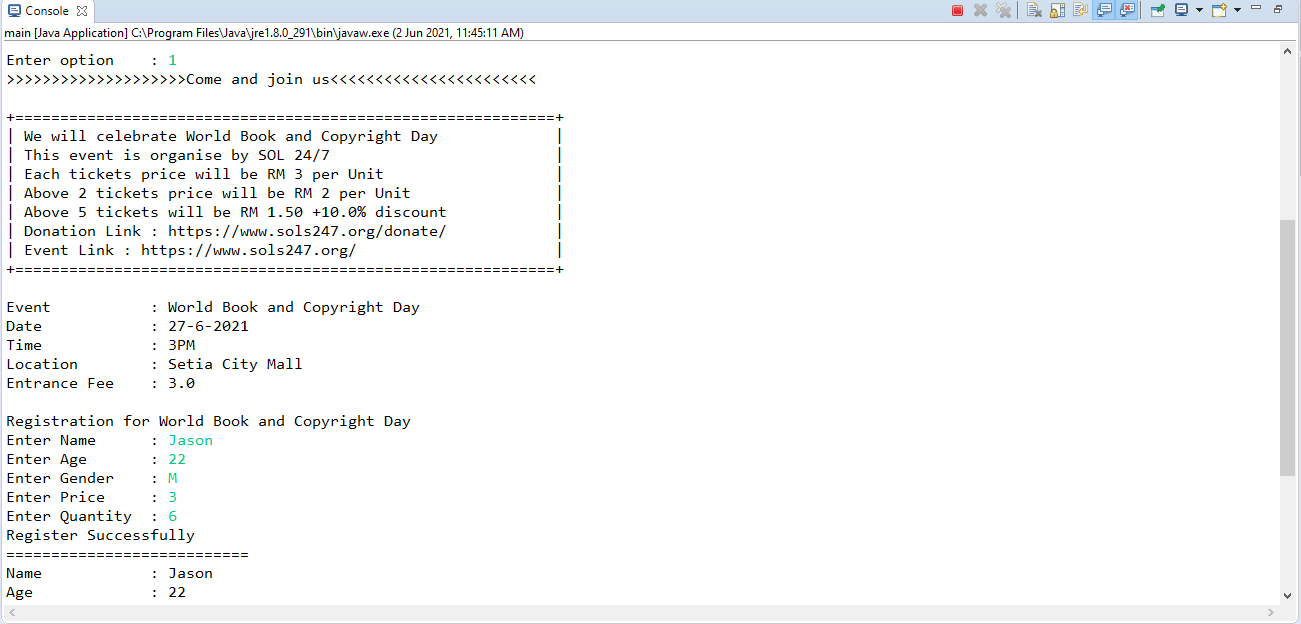 Console
main [Java Application] C:\Program Files\Java\jre1.8.0_291\bin\javaw.exe (2 Jun 2021, 11:45:11 AM)
Enter option    : 1
>>>>>>>>>>>>>>>>>>>>Come and join us<<<<<<<<<<<<<<<<<<<<<<<

+============================================================+
| We will celebrate World Book and Copyright Day             |
| This event is organise by SOL 24/7                         |
| Each tickets price will be RM 3 per Unit                   |
| Above 2 tickets price will be RM 2 per Unit                |
| Above 5 tickets will be RM 1.50 +10.0% discount            |
| Donation Link : https://www.sols247.org/donate/            |
| Event Link : https://www.sols247.org/                      |
+============================================================+

Event           : World Book and Copyright Day
Date            : 27-6-2021
Time            : 3PM
Location        : Setia City Mall
Entrance Fee    : 3.0

Registration for World Book and Copyright Day
Enter Name      : Jason
Enter Age       : 22
Enter Gender    : M
Enter Price     : 3
Enter Quantity  : 6
Register Successfully
===========================
Name            : Jason
Age             : 22